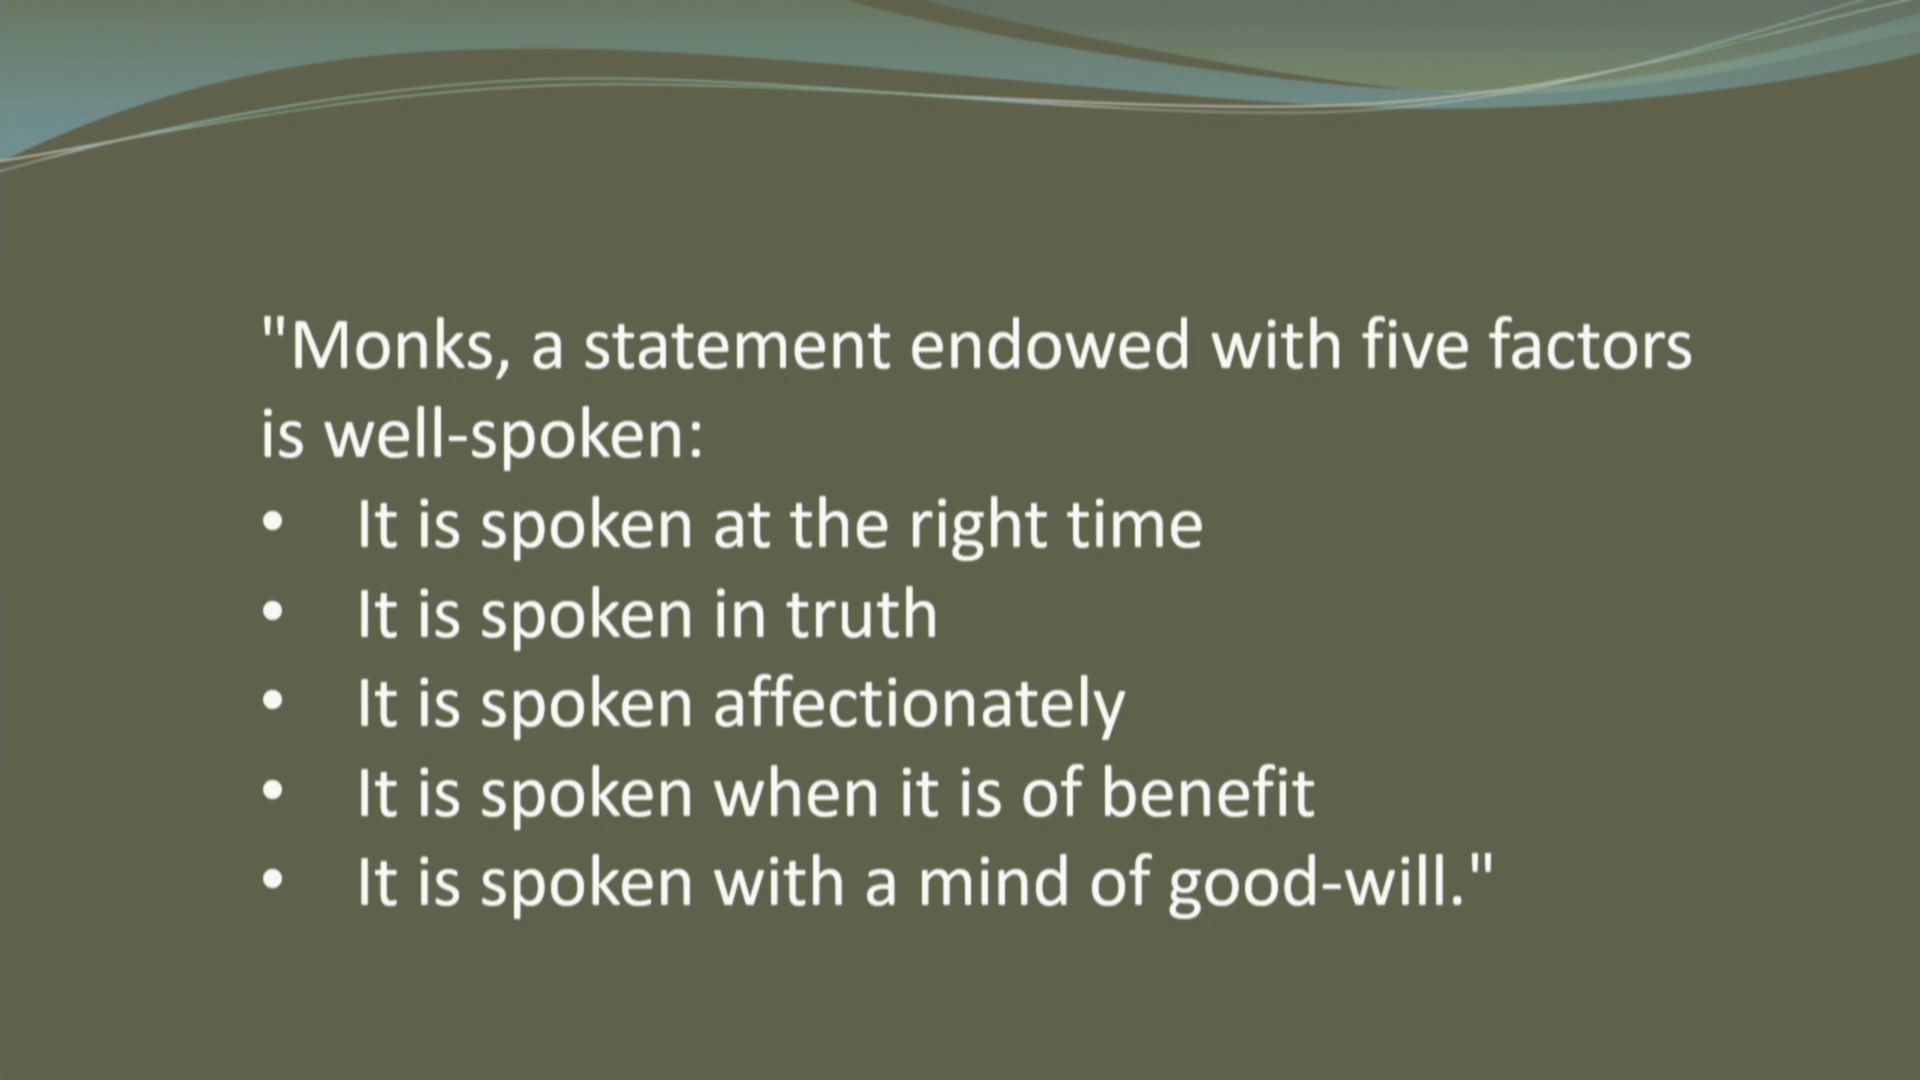 "Monks, a statement endowed with five factors
is well-spoken:
• It is spoken at the right time
• It is spoken in truth
• It is spoken affectionately
• It is spoken when it is of benefit
• It is spoken with a mind of good-will."